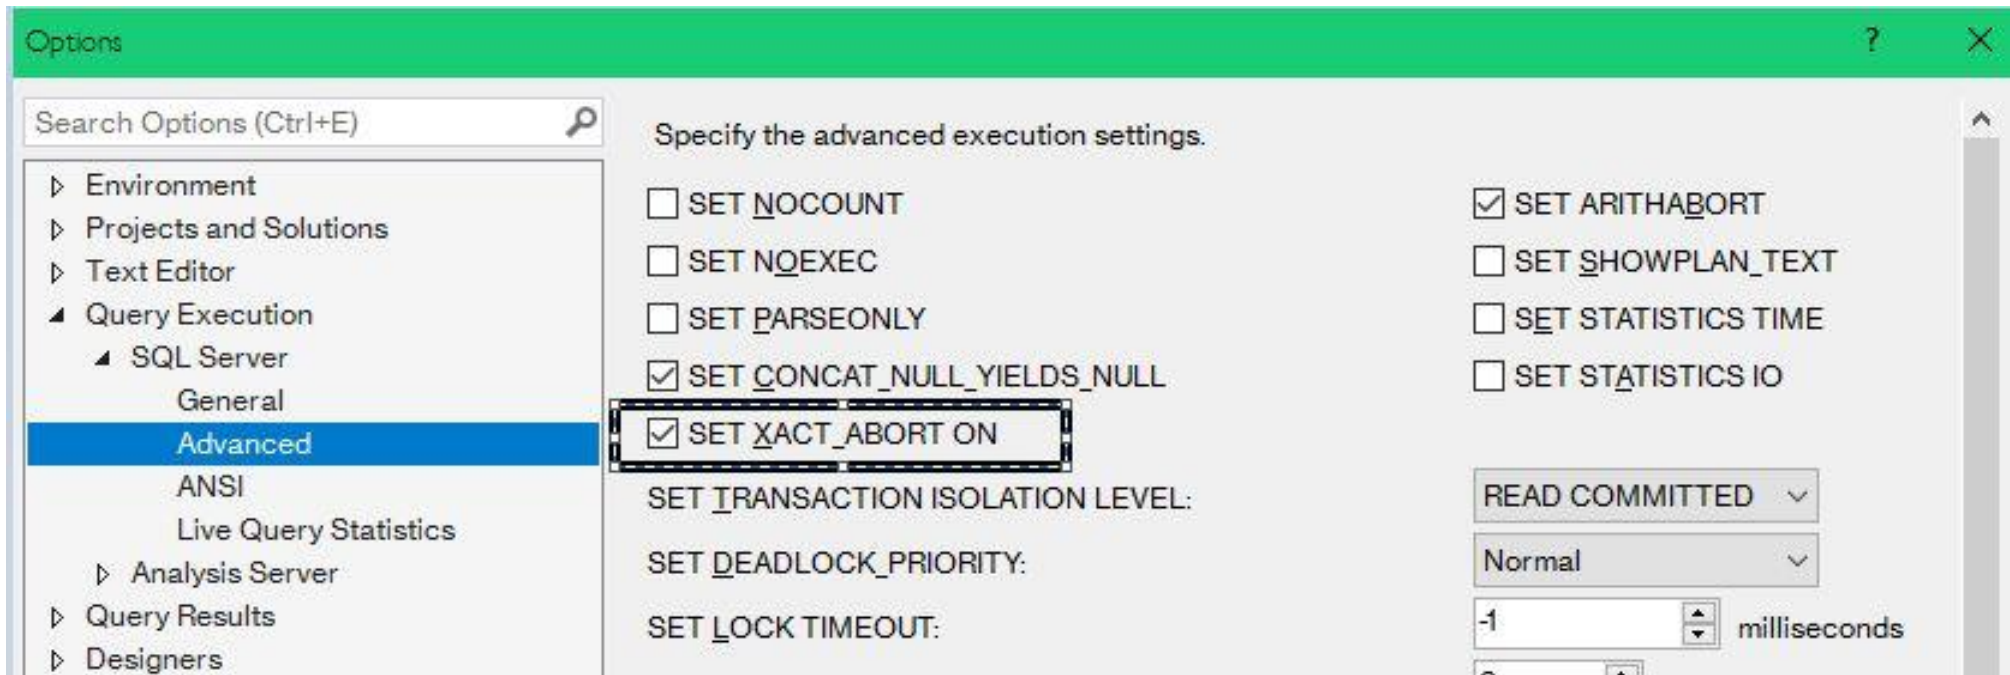 Options
?
Search Options (Ctrl+E)
Environment
Projects and Solutions
Text Editor
Query Execution
SQL Server
General
Advanced
ANSI
Live Query Statistics
Analysis Server
Query Results
Designers
Specify the advanced execution settings.
SET NOCOUNT
SET NOEXEC
SET PARSEONLY
SET CONCAT_NULL_YIELDS_NULL
SET XACT_ABORT ON
SET ARITHABORT
SET SHOWPLAN_TEXT
SET STATISTICS TIME
SET STATISTICS IO
SET TRANSACTION ISOLATION LEVEL: READ COMMITTED
SET DEADLOCK_PRIORITY: Normal
SET LOCK TIMEOUT: -1 milliseconds